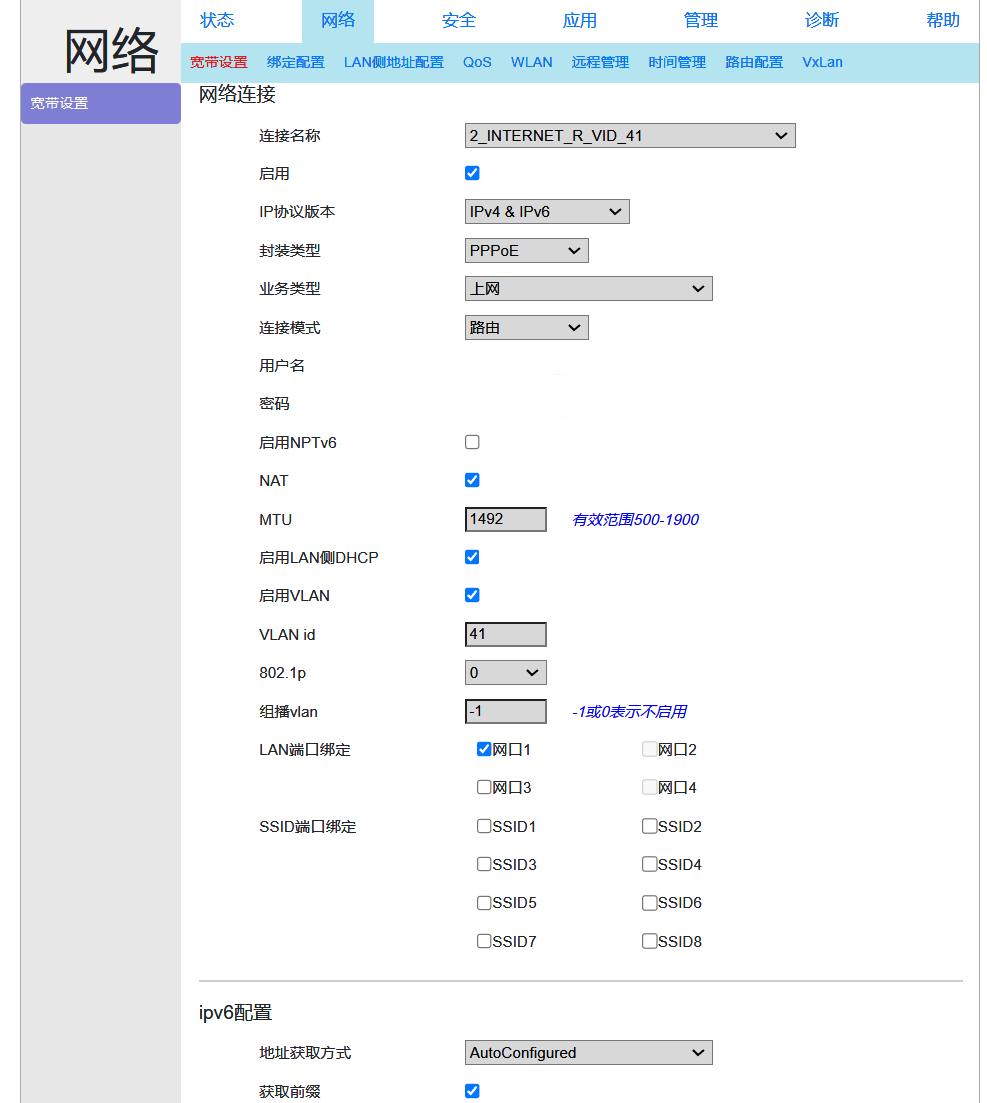 网络
状态 网络 安全 应用 管理 诊断 帮助
宽带设置 绑定配置 LAN侧地址配置 QoS WLAN 远程管理 时间管理 路由配置 VxLan
宽带设置
网络连接
连接名称 2_INTERNET_R_VID_41
启用
IP协议版本 IPv4 & IPv6
封装类型 PPPoE
业务类型 上网
连接模式 路由
用户名
密码
启用NPTv6
NAT
MTU 1492 有效范围500-1900
启用LAN侧DHCP
启用VLAN
VLAN id 41
802.1p 0
组播vlan -1 -1或0表示不启用
LAN端口绑定 网口1 网口2
网口3 网口4
SSID端口绑定 SSID1 SSID2
SSID3 SSID4
SSID5 SSID6
SSID7 SSID8
ipv6配置
地址获取方式 AutoConfigured
获取前缀